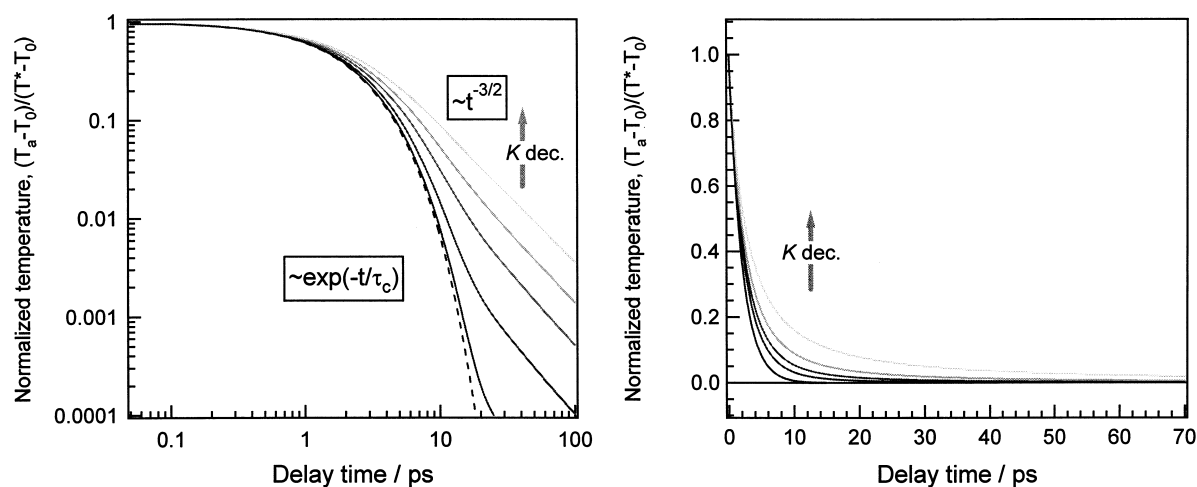 Normalized temperature, (Tₐ-T₀)/(T*-T₀)
1
0.1
0.01
0.001
0.0001
~t⁻³/²
K dec.
~exp(-t/τ_c)
0.1
1
10
100
Delay time / ps
Normalized temperature, (Tₐ-T₀)/(T*-T₀)
1.0
0.8
0.6
0.4
0.2
0.0
K dec.
0
10
20
30
40
50
60
70
Delay time / ps